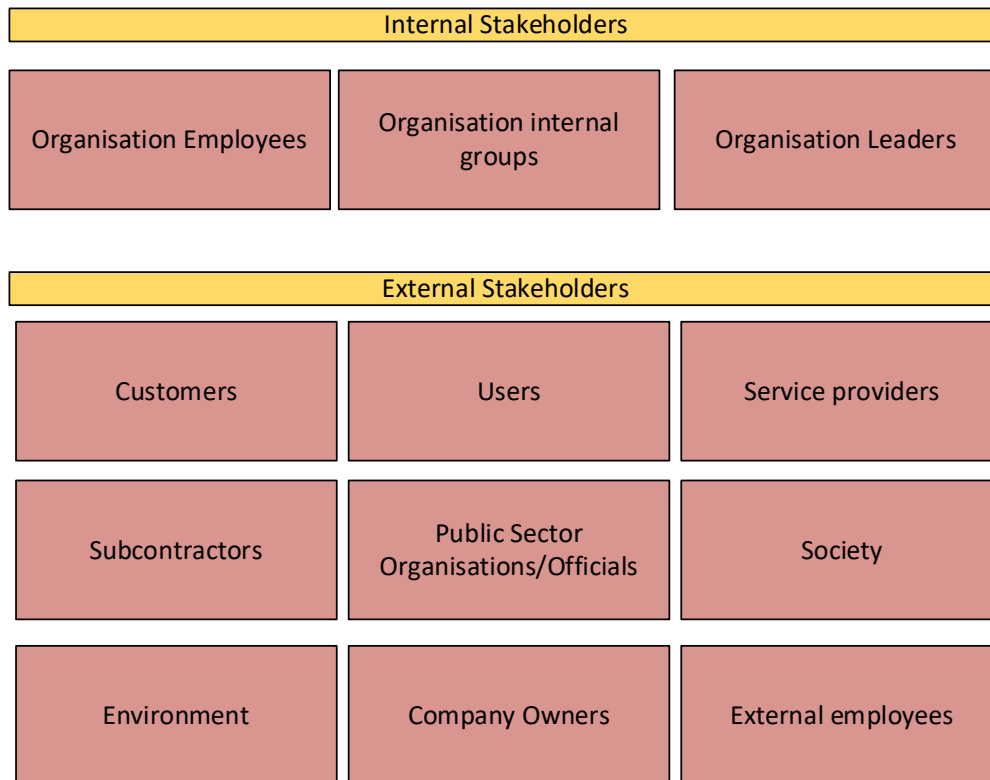 Internal Stakeholders
Organisation Employees
Organisation internal
groups
Organisation Leaders
External Stakeholders
Customers
Users
Service providers
Subcontractors
Public Sector
Organisations/Officials
Society
Environment
Company Owners
External employees